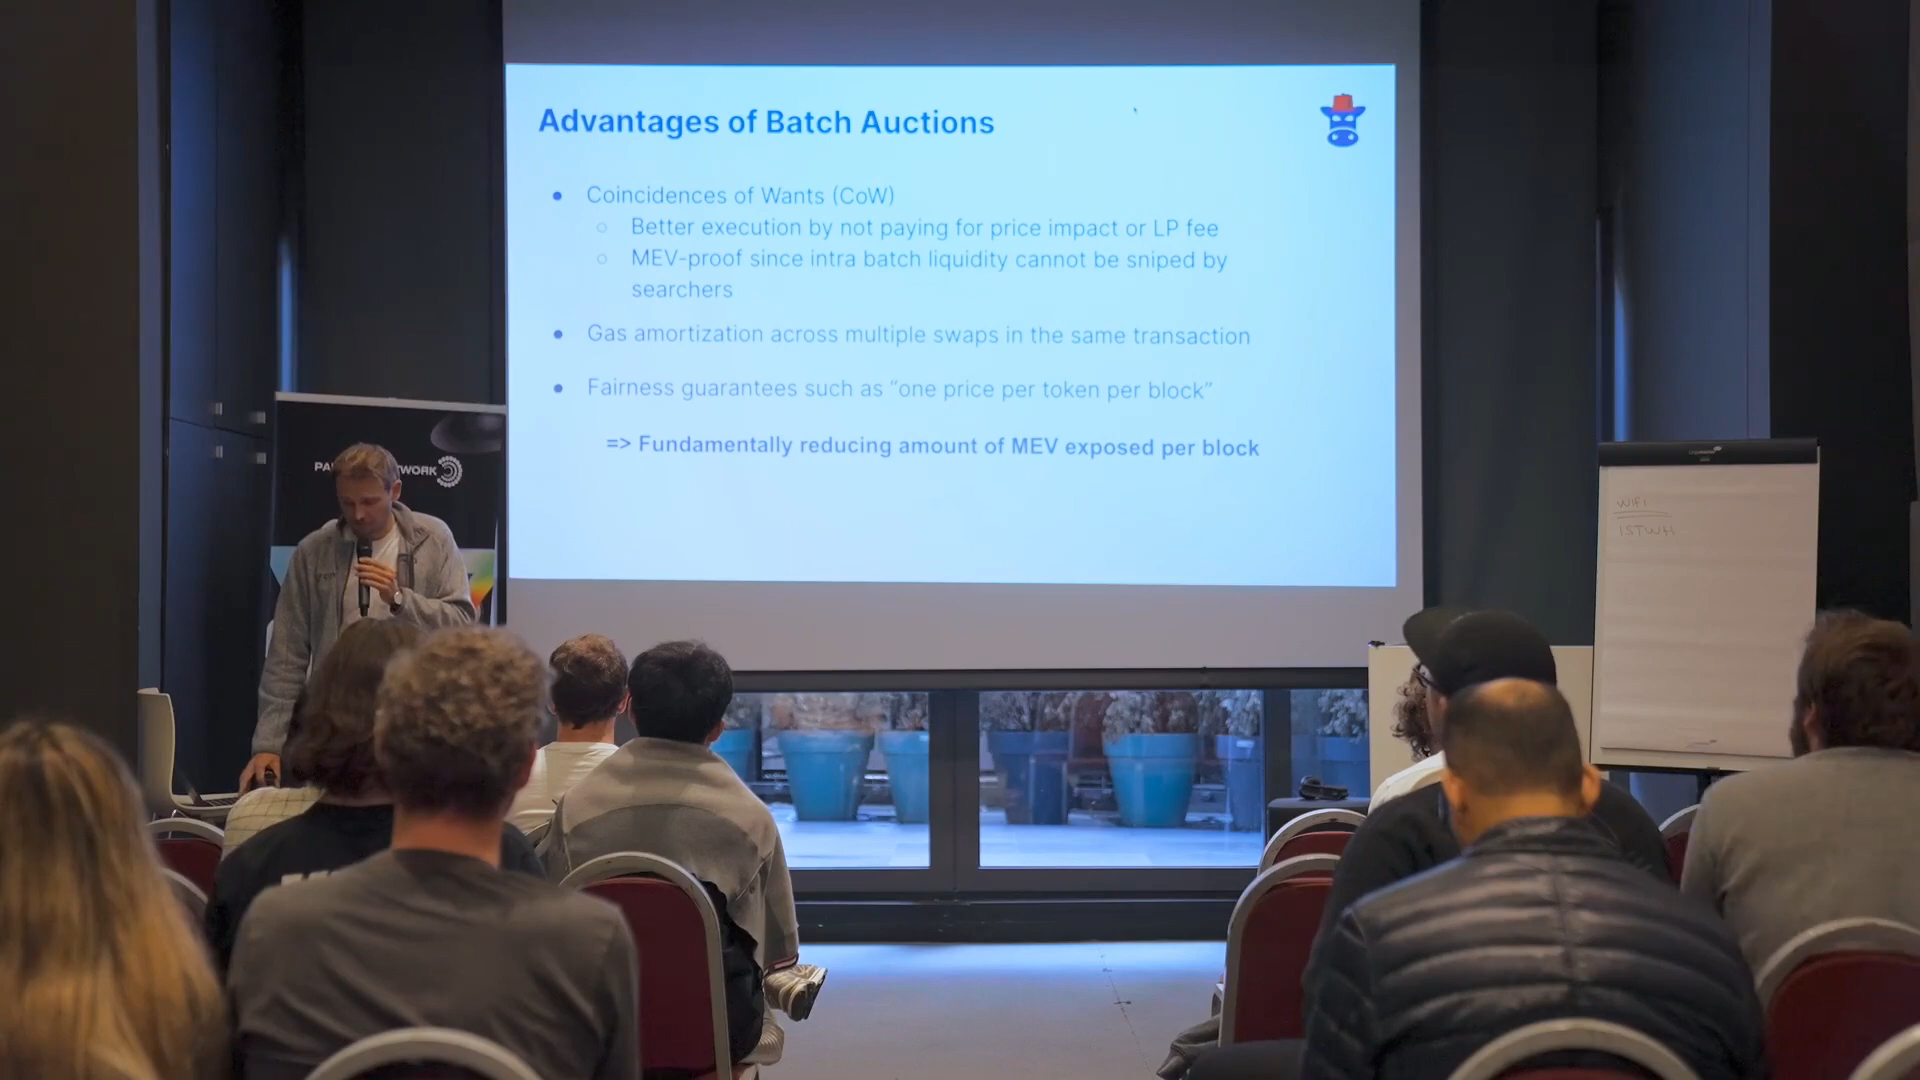 Advantages of Batch Auctions
Coincidences of Wants (CoW)
Better execution by not paying for price impact or LP fee
MEV-proof since intra batch liquidity cannot be sniped by
searchers
Gas amortization across multiple swaps in the same transaction
Fairness guarantees such as “one price per token per block”
=> Fundamentally reducing amount of MEV exposed per block
WIFI